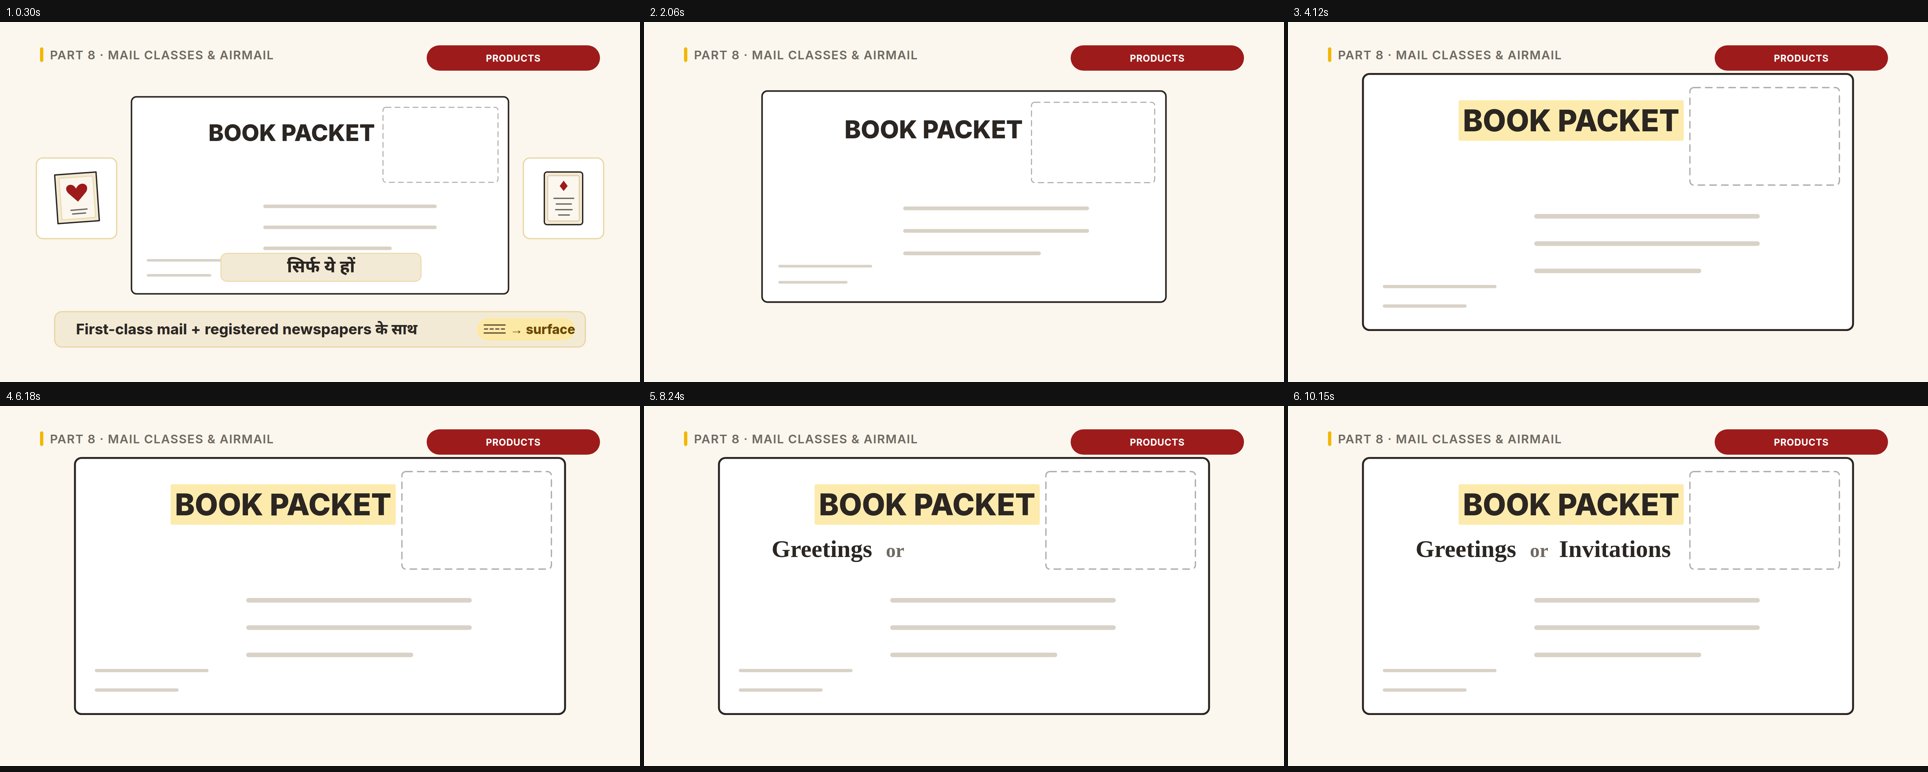 1. 0.30s
PART 8 · MAIL CLASSES & AIRMAIL
PRODUCTS
BOOK PACKET
सिर्फ ये हों
First-class mail + registered newspapers के साथ
→ surface
2. 2.06s
PART 8 · MAIL CLASSES & AIRMAIL
PRODUCTS
BOOK PACKET
3. 4.12s
PART 8 · MAIL CLASSES & AIRMAIL
PRODUCTS
BOOK PACKET
4. 6.18s
PART 8 · MAIL CLASSES & AIRMAIL
PRODUCTS
BOOK PACKET
5. 8.24s
PART 8 · MAIL CLASSES & AIRMAIL
PRODUCTS
BOOK PACKET
Greetings or
6. 10.15s
PART 8 · MAIL CLASSES & AIRMAIL
PRODUCTS
BOOK PACKET
Greetings or Invitations